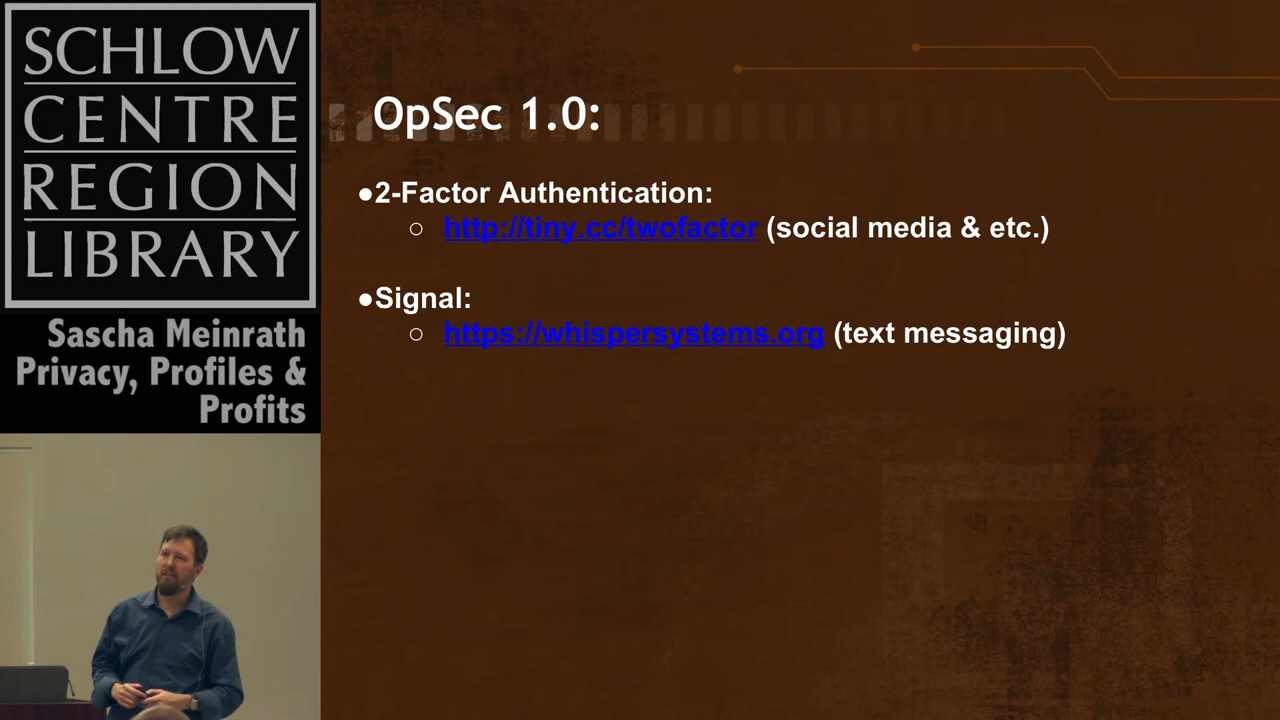 SCHLOW
CENTRE
REGION
LIBRARY
Sascha Meinrath
Privacy, Profiles &
Profits
OpSec 1.0:
●2-Factor Authentication:
○ http://tiny.cc/twofactor (social media & etc.)
●Signal:
○ https://whispersystems.org (text messaging)